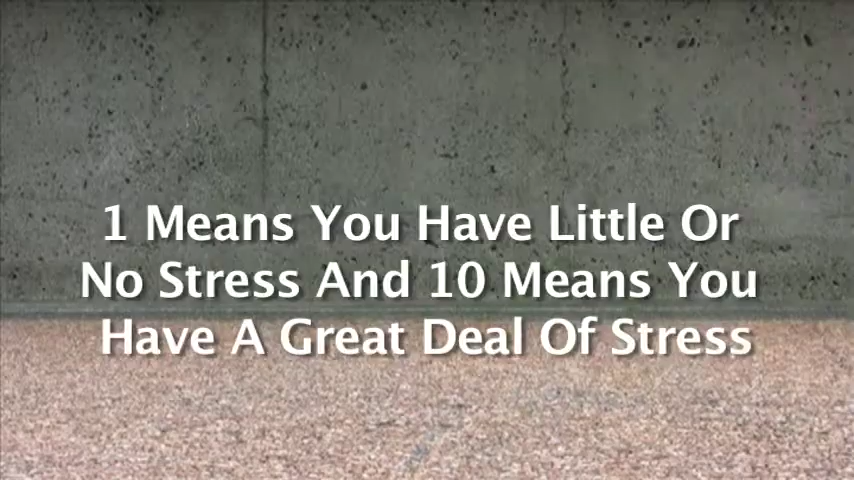 1 Means You Have Little Or
No Stress And 10 Means You
Have A Great Deal Of Stress